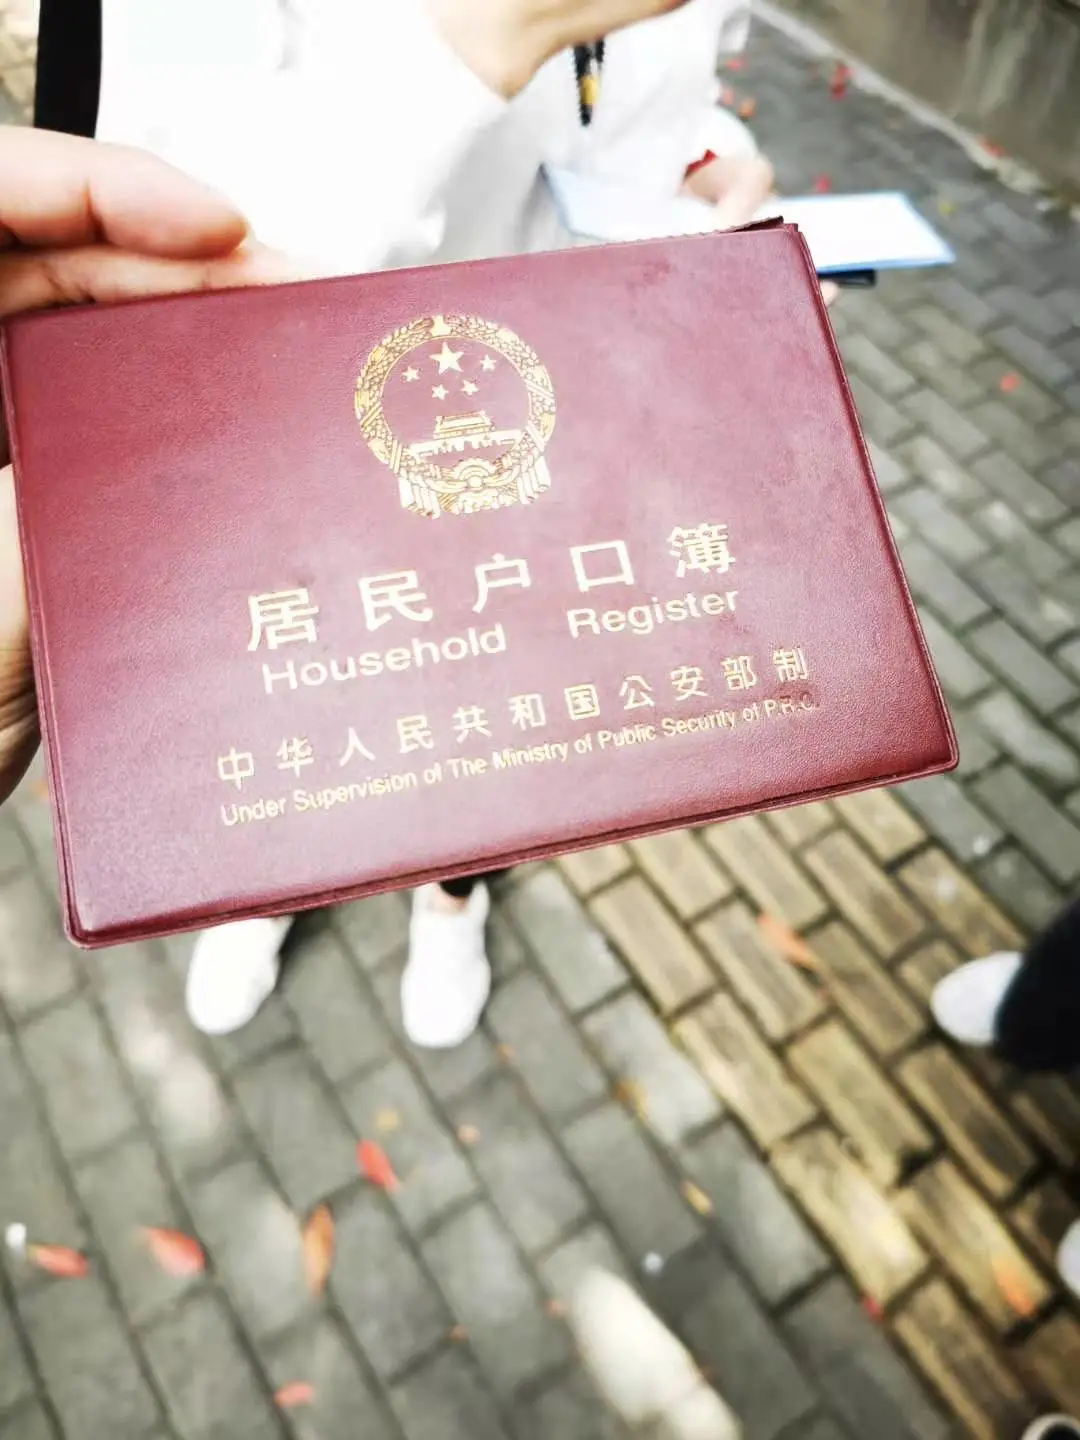 居民户口簿
Household Register
中华人民共和国公安部制
Under Supervision of The Ministry of Public Security of P.R.C.